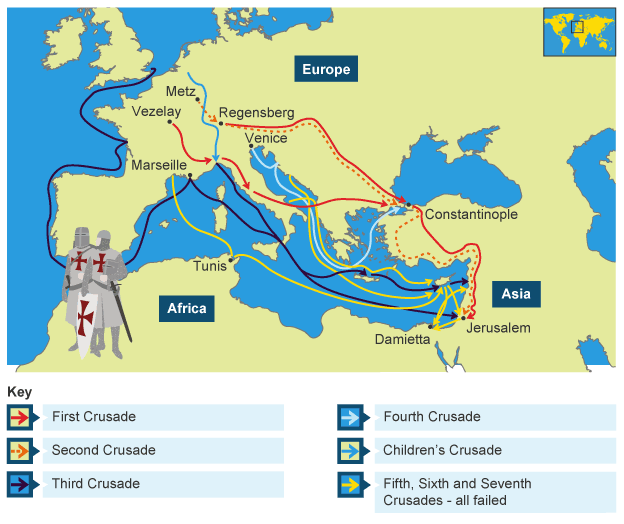 Europe
Metz
Vezelay
Regensberg
Venice
Marseille
Constantinople
Tunis
Africa
Asia
Jerusalem
Damietta
Key
First Crusade
Second Crusade
Third Crusade
Fourth Crusade
Children's Crusade
Fifth, Sixth and Seventh
Crusades - all failed